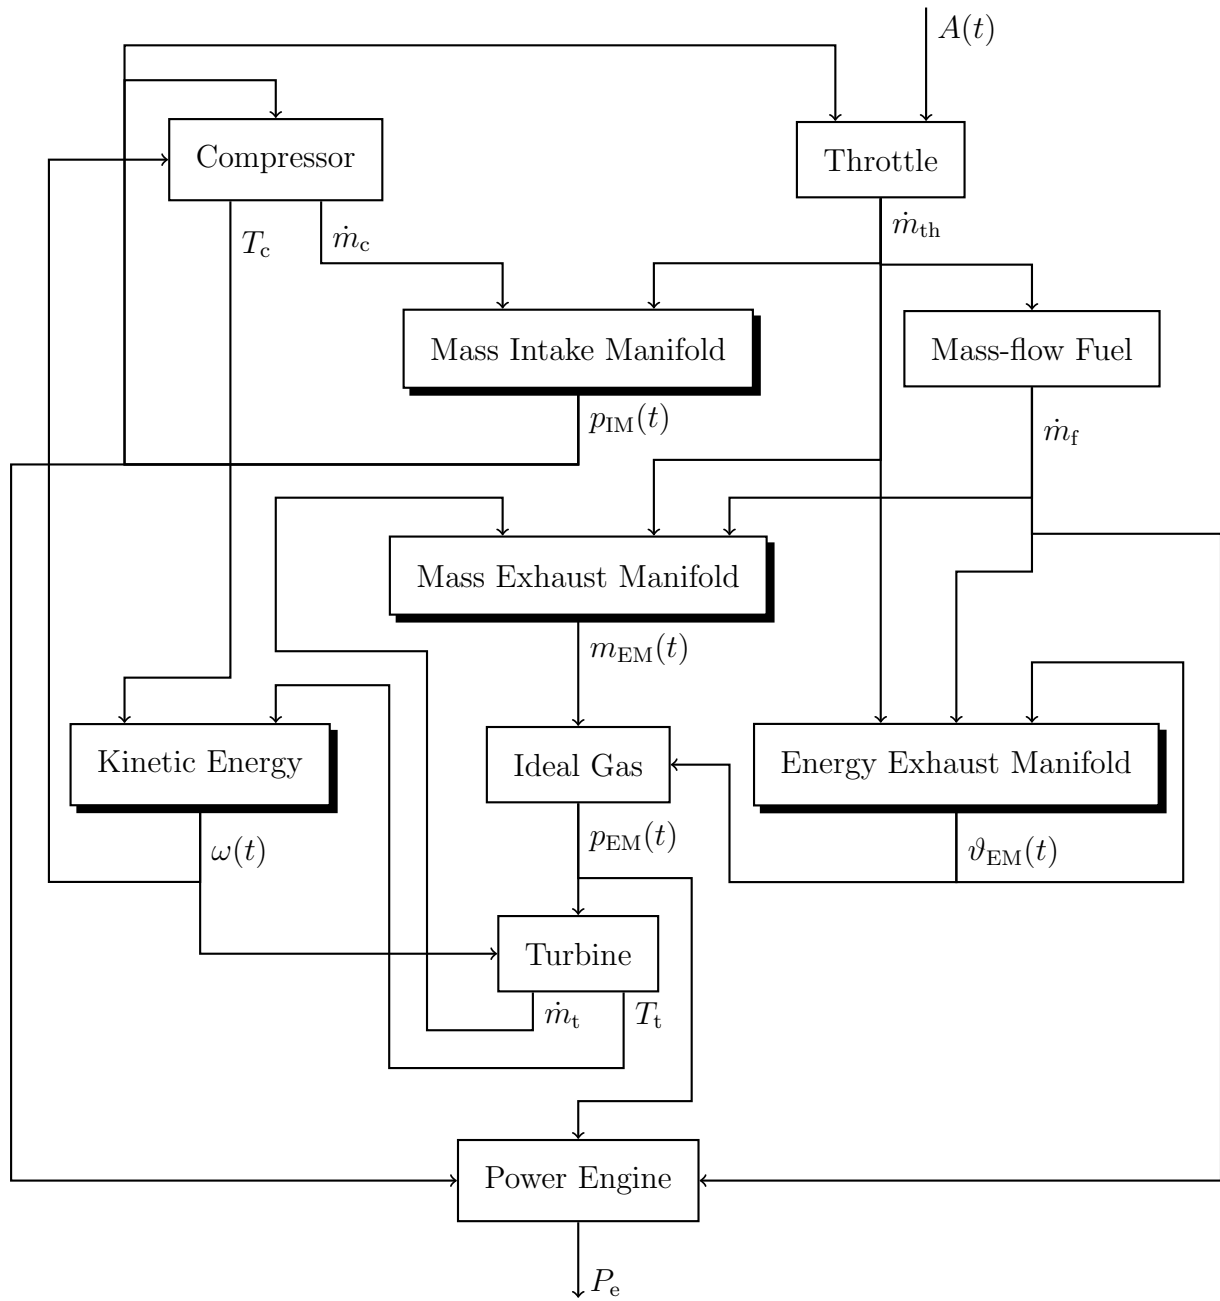 A(t)
Compressor
Throttle
T_c
ṁ_c
ṁ_th
Mass Intake Manifold
Mass-flow Fuel
p_IM(t)
ṁ_f
Mass Exhaust Manifold
m_EM(t)
Kinetic Energy
Ideal Gas
Energy Exhaust Manifold
ω(t)
p_EM(t)
ϑ_EM(t)
Turbine
ṁ_t
T_t
Power Engine
P_e